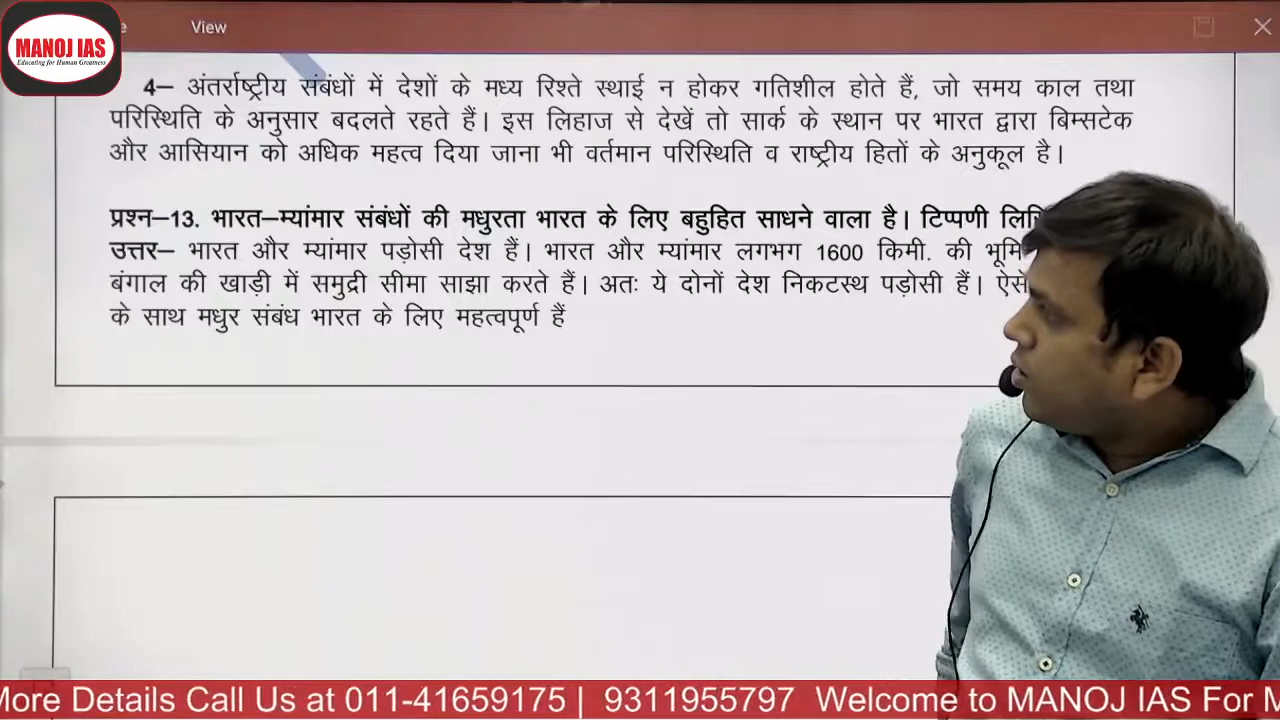 MANOJ IAS
Educating for Human Greatness
View
4– अंतर्राष्ट्रीय संबंधों में देशों के मध्य रिश्ते स्थाई न होकर गतिशील होते हैं, जो समय काल तथा
परिस्थिति के अनुसार बदलते रहते हैं। इस लिहाज से देखें तो सार्क के स्थान पर भारत द्वारा बिम्सटेक
और आसियान को अधिक महत्व दिया जाना भी वर्तमान परिस्थिति व राष्ट्रीय हितों के अनुकूल है।
प्रश्न–13. भारत–म्यांमार संबंधों की मधुरता भारत के लिए बहुहित साधने वाला है। टिप्पणी
उत्तर– भारत और म्यांमार पड़ोसी देश हैं। भारत और म्यांमार लगभग 1600 किमी. की
बंगाल की खाड़ी में समुद्री सीमा साझा करते हैं। अतः ये दोनों देश निकटस्थ पड़ोसी हैं।
के साथ मधुर संबंध भारत के लिए महत्वपूर्ण हैं
More Details Call Us at 011-41659175 | 9311955797 Welcome to MANOJ IAS For